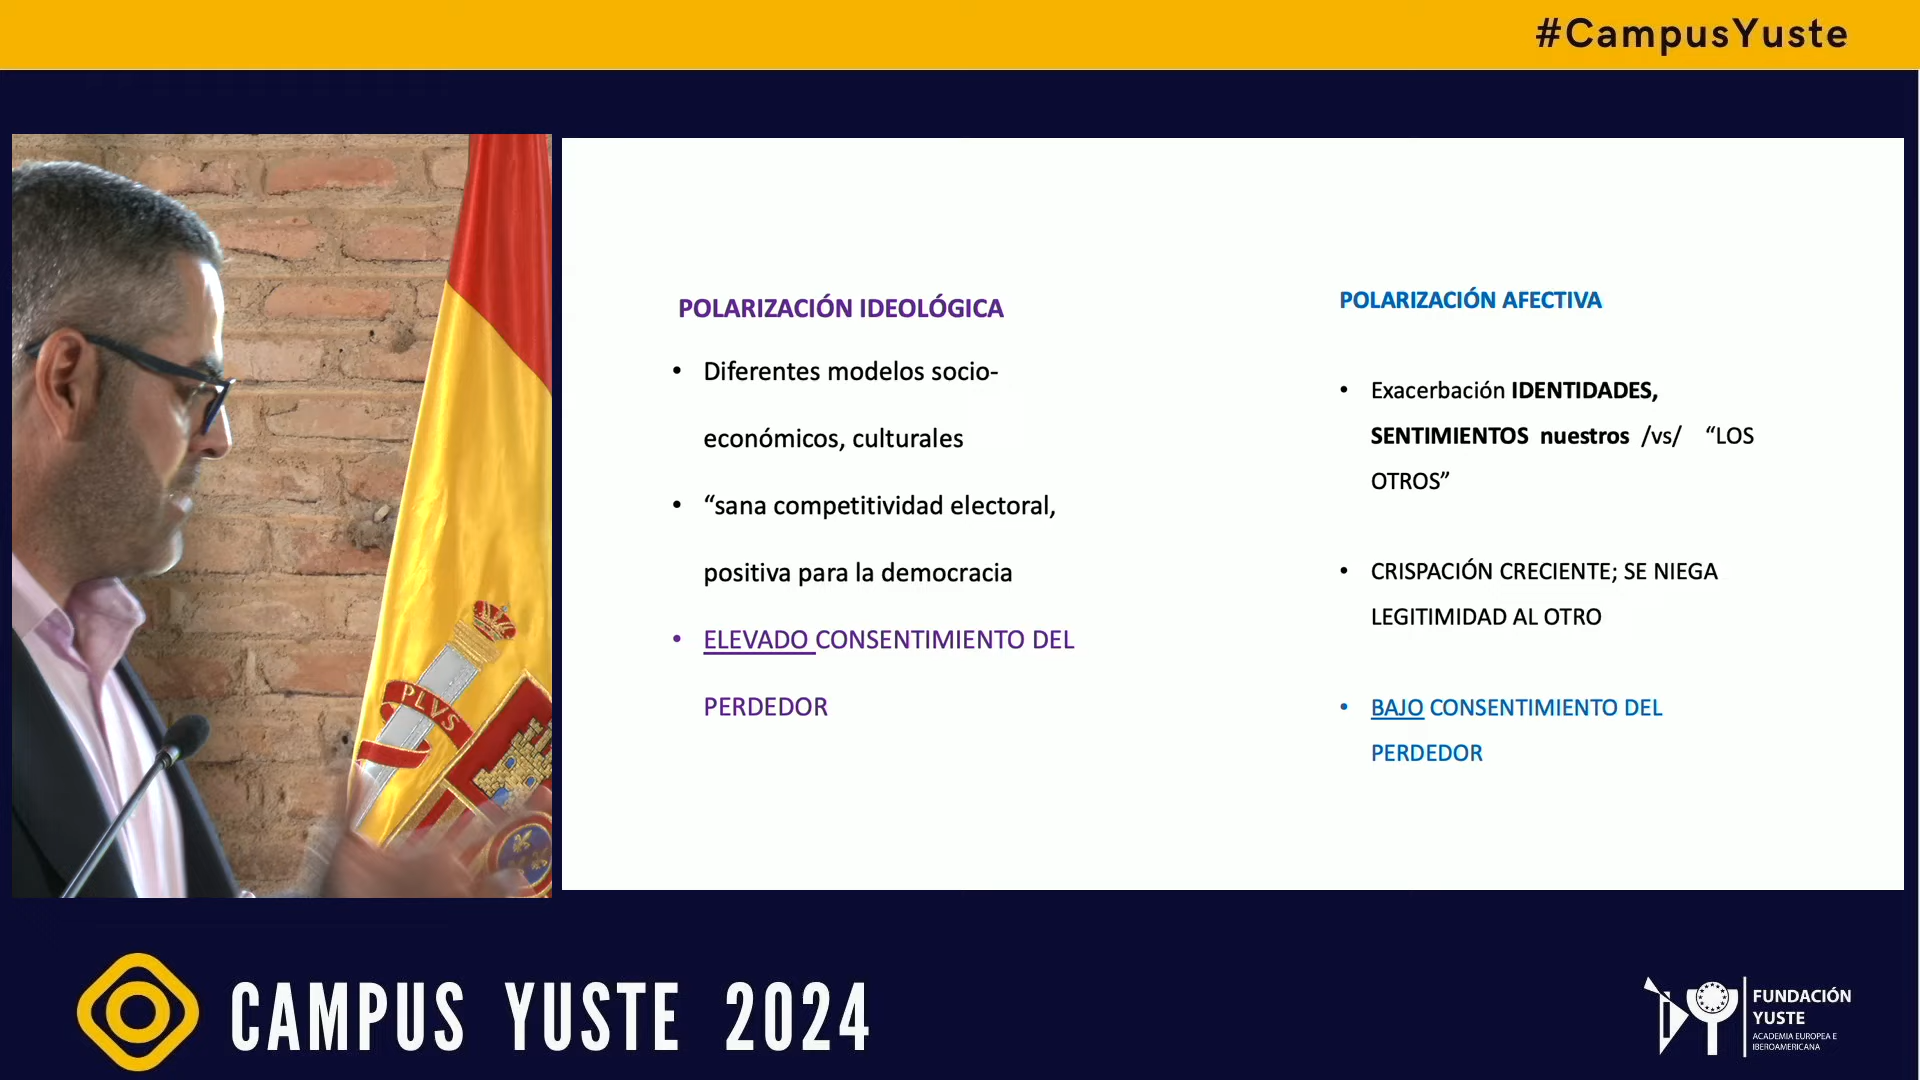 #CampusYuste
POLARIZACIÓN IDEOLÓGICA
• Diferentes modelos socio-
económicos, culturales
• “sana competitividad electoral,
positiva para la democracia
• ELEVADO CONSENTIMIENTO DEL
PERDEDOR
POLARIZACIÓN AFECTIVA
• Exacerbación IDENTIDADES,
SENTIMIENTOS nuestros /vs/ “LOS
OTROS”
• CRISPACIÓN CRECIENTE; SE NIEGA
LEGITIMIDAD AL OTRO
• BAJO CONSENTIMIENTO DEL
PERDEDOR
PLVS
CAMPUS YUSTE 2024
FUNDACIÓN
YUSTE
ACADEMIA EUROPEA E
IBEROAMERICANA